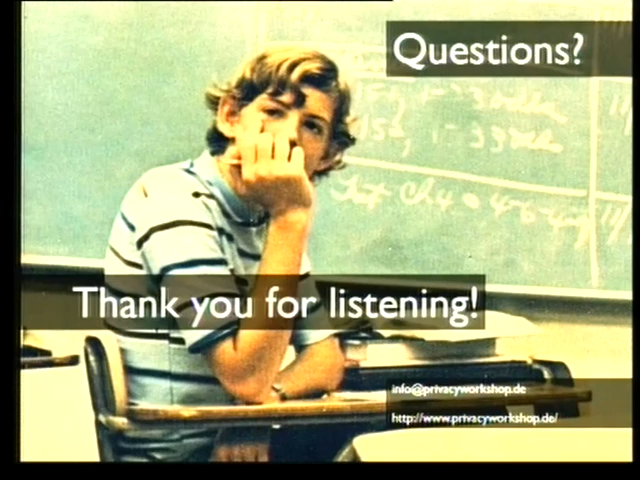 Questions?
Thank you for listening!
info@privacyworkshop.de
http://www.privacyworkshop.de/